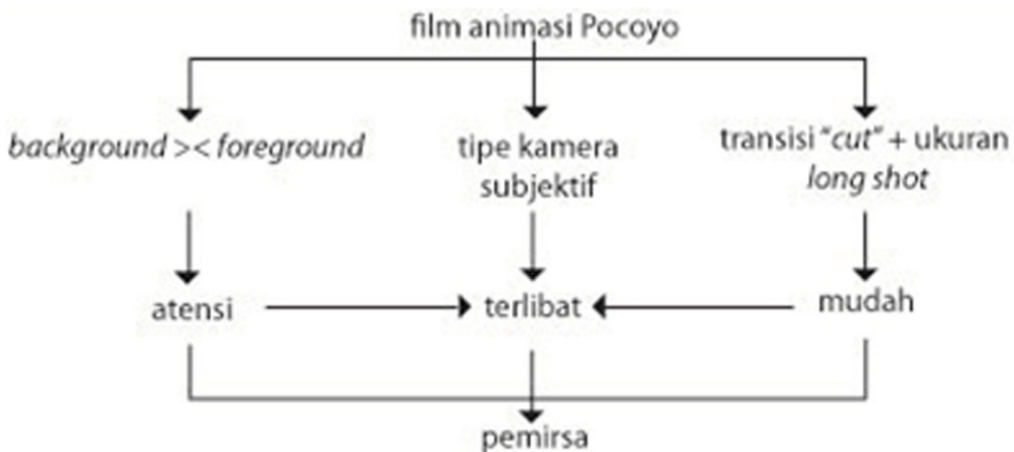 film animasi Pocoyo
background >< foreground
tipe kamera
subjektif
transisi "cut" + ukuran
long shot
atensi
terlibat
mudah
pemirsa